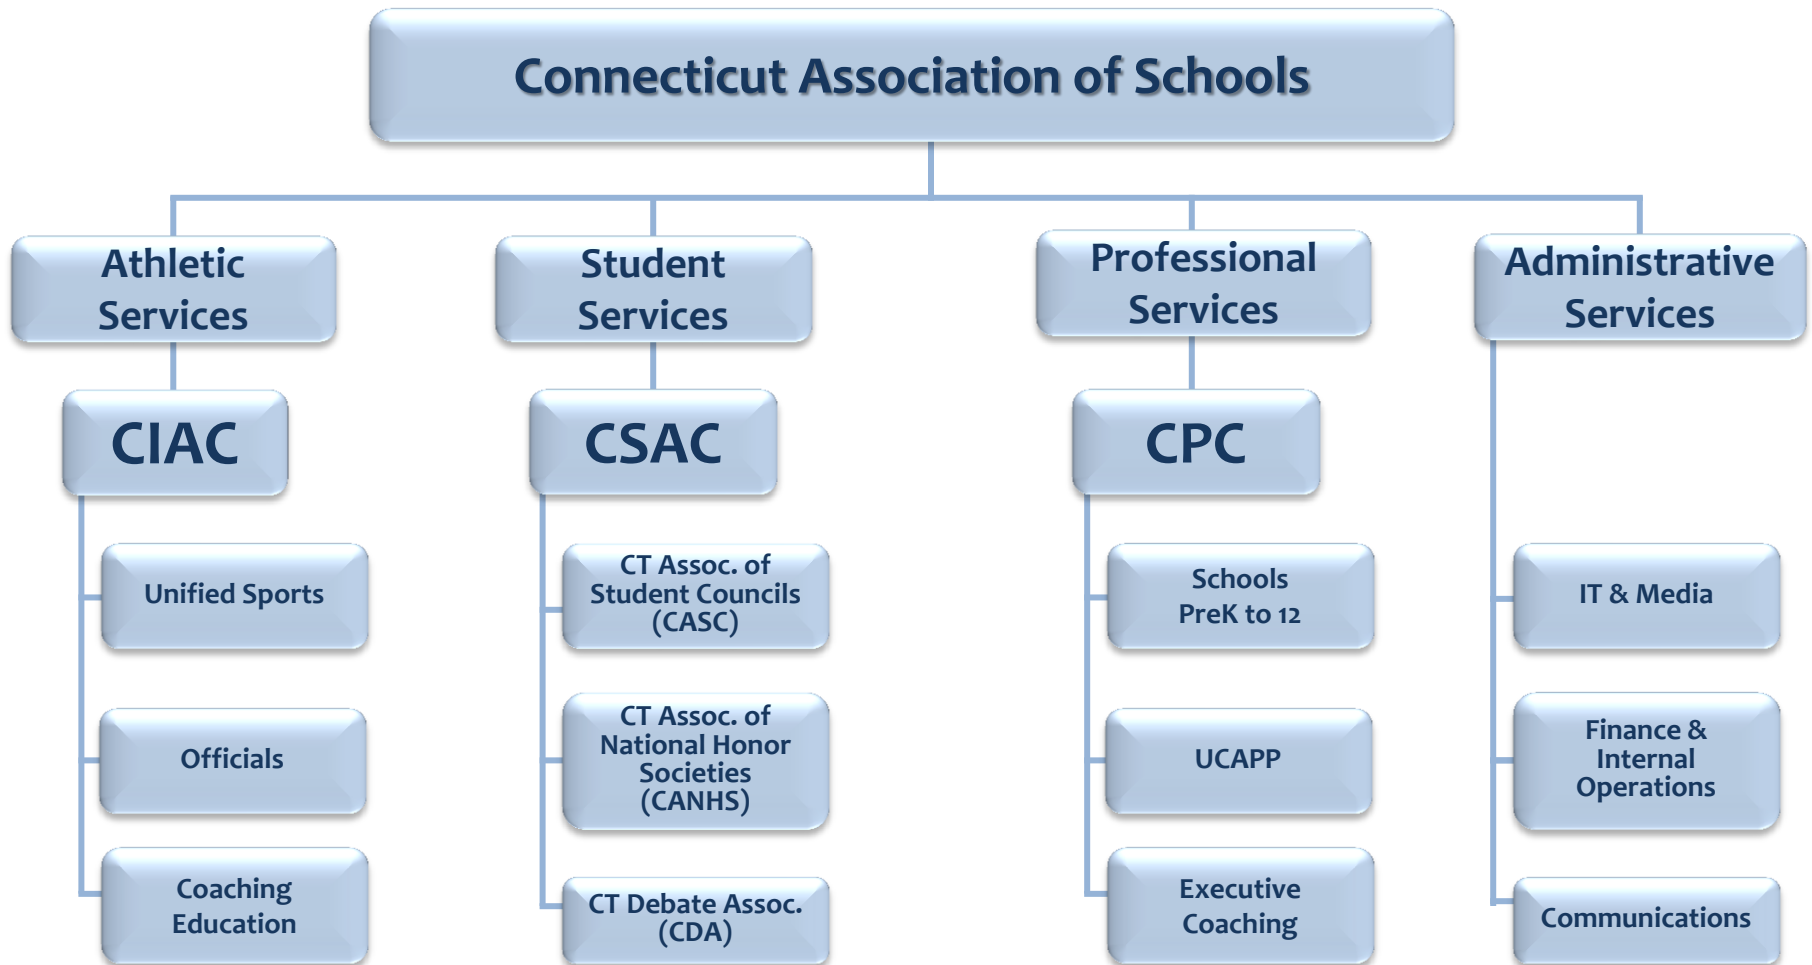 Connecticut Association of Schools
Athletic
Services
Student
Services
Professional
Services
Administrative
Services
CIAC
CSAC
CPC
Unified Sports
CT Assoc. of
Student Councils
(CASC)
Schools
PreK to 12
IT & Media
Officials
CT Assoc. of
National Honor
Societies
(CANHS)
UCAPP
Finance &
Internal
Operations
Coaching
Education
CT Debate Assoc.
(CDA)
Executive
Coaching
Communications